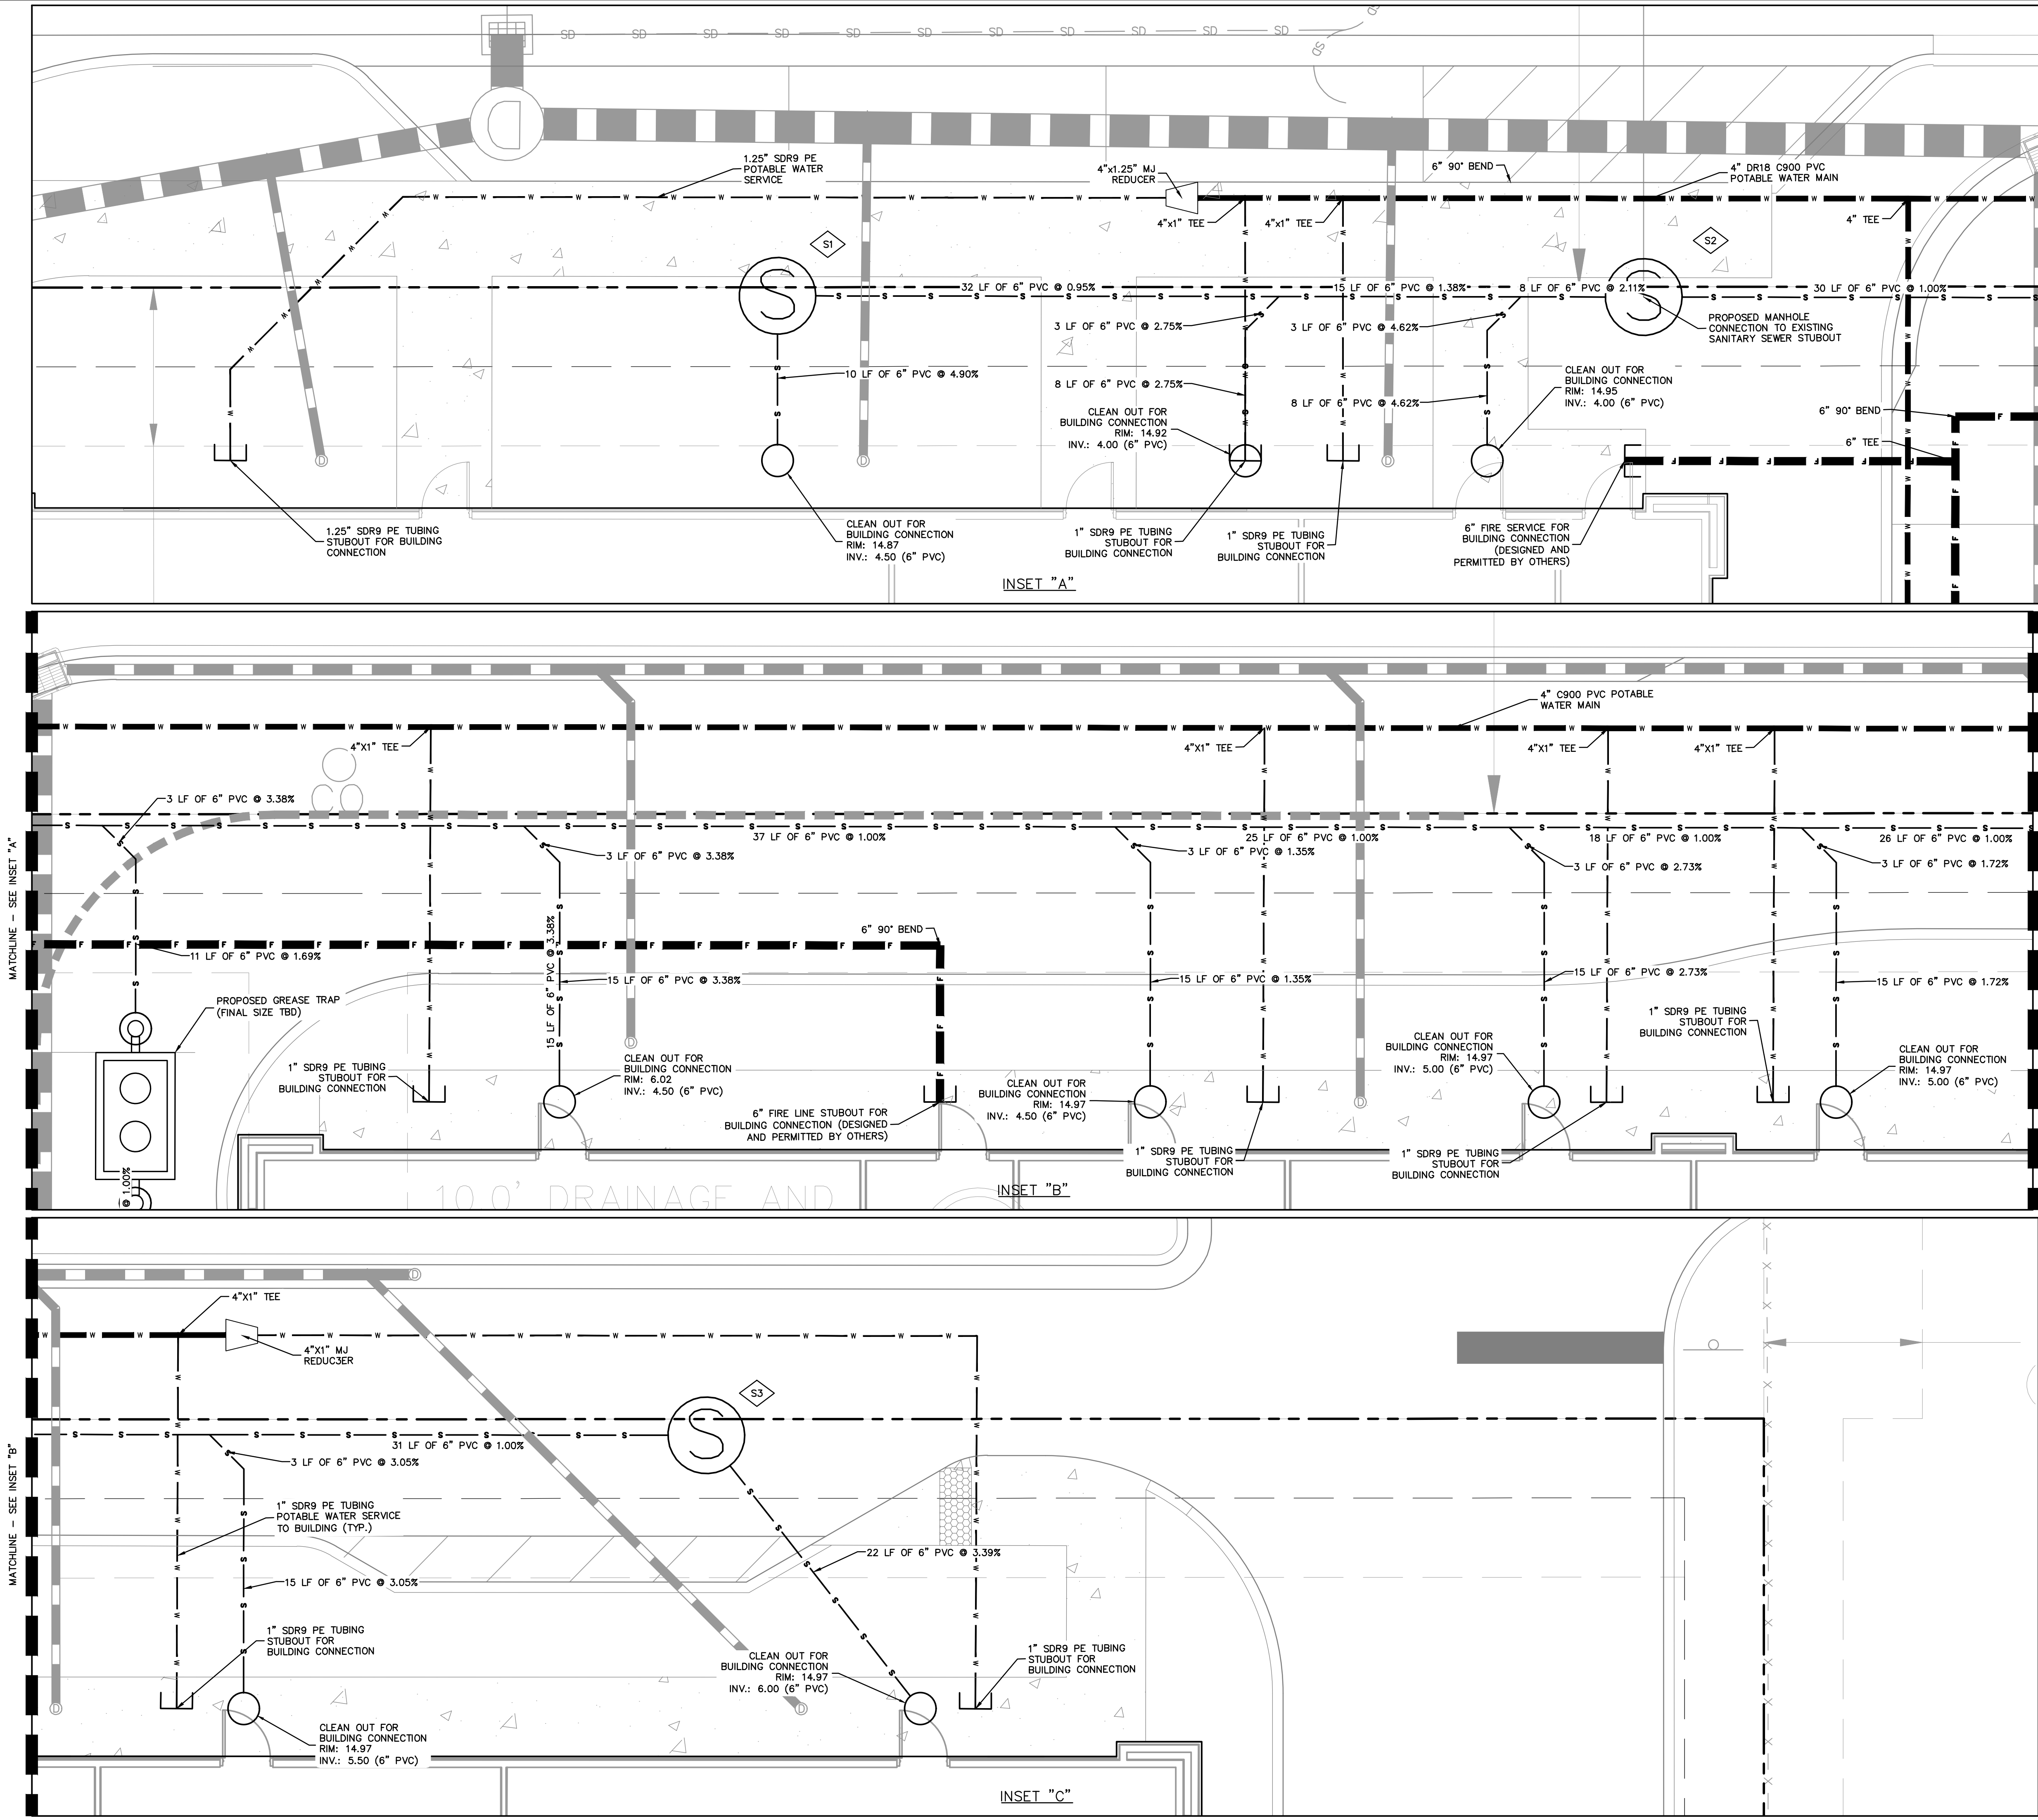 SD SD SD SD SD SD SD SD SD SD SD SD
SD
D
1.25" SDR9 PE
POTABLE WATER
SERVICE
4"x1.25" MJ
REDUCER
6" 90° BEND
4" DR18 C900 PVC
POTABLE WATER MAIN
4"x1" TEE
4"x1" TEE
4" TEE
S1
S2
S
S
32 LF OF 6" PVC @ 0.95%
15 LF OF 6" PVC @ 1.38%
8 LF OF 6" PVC @ 2.11%
30 LF OF 6" PVC @ 1.00%
3 LF OF 6" PVC @ 2.75%
3 LF OF 6" PVC @ 4.62%
PROPOSED MANHOLE
CONNECTION TO EXISTING
SANITARY SEWER STUBOUT
10 LF OF 6" PVC @ 4.90%
8 LF OF 6" PVC @ 2.75%
8 LF OF 6" PVC @ 4.62%
CLEAN OUT FOR
BUILDING CONNECTION
RIM: 14.95
INV.: 4.00 (6" PVC)
CLEAN OUT FOR
BUILDING CONNECTION
RIM: 14.92
INV.: 4.00 (6" PVC)
6" 90° BEND
6" TEE
D
D
D
1.25" SDR9 PE TUBING
STUBOUT FOR BUILDING
CONNECTION
CLEAN OUT FOR
BUILDING CONNECTION
RIM: 14.87
INV.: 4.50 (6" PVC)
1" SDR9 PE TUBING
STUBOUT FOR
BUILDING CONNECTION
1" SDR9 PE TUBING
STUBOUT FOR
BUILDING CONNECTION
6" FIRE SERVICE FOR
BUILDING CONNECTION
(DESIGNED AND
PERMITTED BY OTHERS)
INSET "A"
MATCHLINE - SEE INSET "A"
4" C900 PVC POTABLE
WATER MAIN
4"X1" TEE
4"X1" TEE
4"X1" TEE
4"X1" TEE
CO
3 LF OF 6" PVC @ 3.38%
37 LF OF 6" PVC @ 1.00%
25 LF OF 6" PVC @ 1.00%
18 LF OF 6" PVC @ 1.00%
26 LF OF 6" PVC @ 1.00%
3 LF OF 6" PVC @ 3.38%
3 LF OF 6" PVC @ 1.35%
3 LF OF 6" PVC @ 2.73%
3 LF OF 6" PVC @ 1.72%
6" 90° BEND
11 LF OF 6" PVC @ 1.69%
15 LF OF 6" PVC @ 3.38%
15 LF OF 6" PVC @ 3.38%
15 LF OF 6" PVC @ 1.35%
15 LF OF 6" PVC @ 2.73%
15 LF OF 6" PVC @ 1.72%
PROPOSED GREASE TRAP
(FINAL SIZE TBD)
1" SDR9 PE TUBING
STUBOUT FOR
BUILDING CONNECTION
CLEAN OUT FOR
BUILDING CONNECTION
RIM: 6.02
INV.: 4.50 (6" PVC)
6" FIRE LINE STUBOUT FOR
BUILDING CONNECTION (DESIGNED
AND PERMITTED BY OTHERS)
CLEAN OUT FOR
BUILDING CONNECTION
RIM: 14.97
INV.: 4.50 (6" PVC)
1" SDR9 PE TUBING
STUBOUT FOR
BUILDING CONNECTION
CLEAN OUT FOR
BUILDING CONNECTION
RIM: 14.97
INV.: 5.00 (6" PVC)
1" SDR9 PE TUBING
STUBOUT FOR
BUILDING CONNECTION
1" SDR9 PE TUBING
STUBOUT FOR
BUILDING CONNECTION
CLEAN OUT FOR
BUILDING CONNECTION
RIM: 14.97
INV.: 5.00 (6" PVC)
D
D
@ 1.00%
10.0' DRAINAGE AND
INSET "B"
MATCHLINE - SEE INSET "B"
D
4"X1" TEE
4"X1" MJ
REDUC3ER
S3
S
31 LF OF 6" PVC @ 1.00%
3 LF OF 6" PVC @ 3.05%
1" SDR9 PE TUBING
POTABLE WATER SERVICE
TO BUILDING (TYP.)
22 LF OF 6" PVC @ 3.39%
15 LF OF 6" PVC @ 3.05%
1" SDR9 PE TUBING
STUBOUT FOR
BUILDING CONNECTION
CLEAN OUT FOR
BUILDING CONNECTION
RIM: 14.97
INV.: 6.00 (6" PVC)
1" SDR9 PE TUBING
STUBOUT FOR
BUILDING CONNECTION
D
D
CLEAN OUT FOR
BUILDING CONNECTION
RIM: 14.97
INV.: 5.50 (6" PVC)
INSET "C"